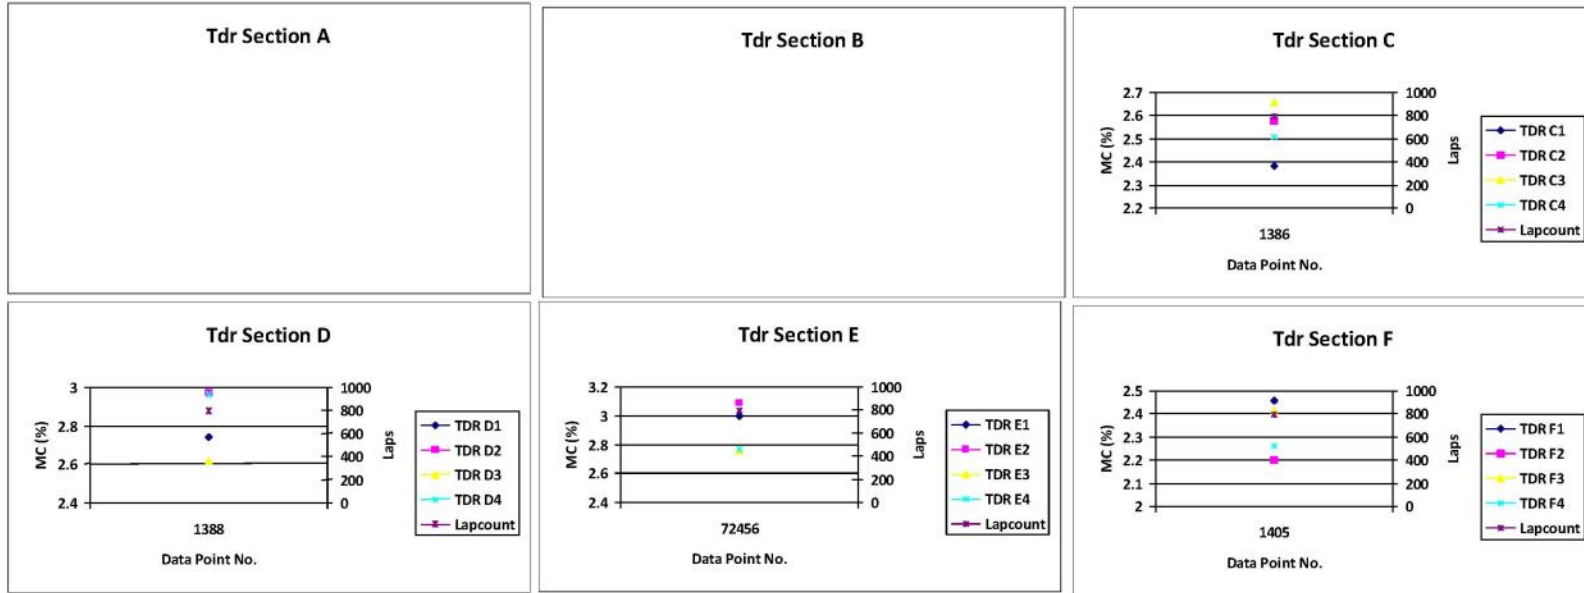 Tdr Section A
Tdr Section B
Tdr Section C
2.7
2.6
2.5
2.4
2.3
2.2
MC (%)
1000
800
600
400
200
0
Laps
1386
Data Point No.
TDR C1
TDR C2
TDR C3
TDR C4
Lapcount
Tdr Section D
3
2.8
2.6
2.4
MC (%)
1000
800
600
400
200
0
Laps
1388
Data Point No.
TDR D1
TDR D2
TDR D3
TDR D4
Lapcount
Tdr Section E
3.2
3
2.8
2.6
2.4
MC (%)
1000
800
600
400
200
0
Laps
72456
Data Point No.
TDR E1
TDR E2
TDR E3
TDR E4
Lapcount
Tdr Section F
2.5
2.4
2.3
2.2
2.1
2
MC (%)
1000
800
600
400
200
0
Laps
1405
Data Point No.
TDR F1
TDR F2
TDR F3
TDR F4
Lapcount